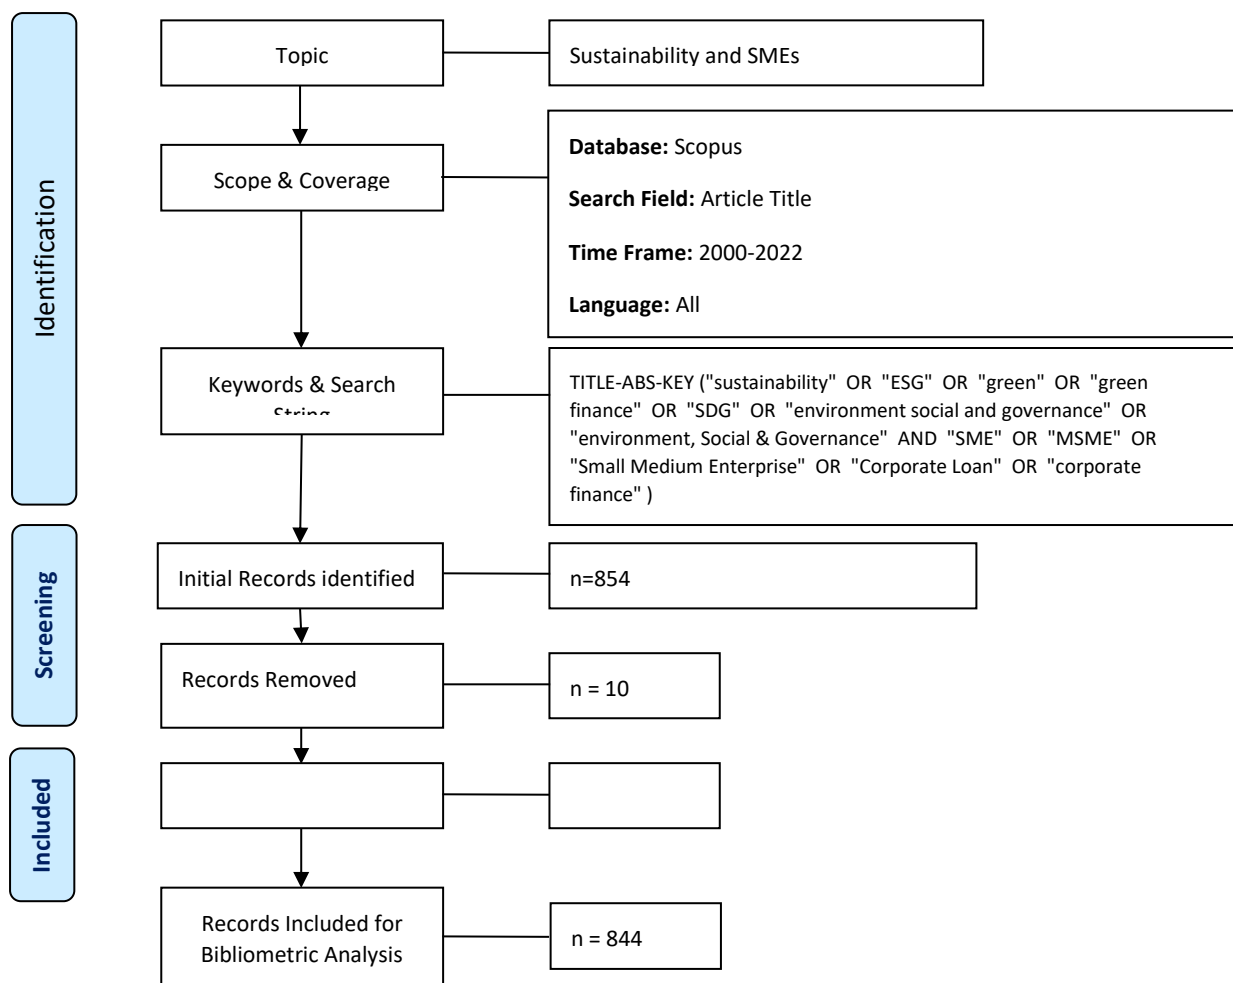 Identification
Topic
Sustainability and SMEs
Scope & Coverage
Database: Scopus
Search Field: Article Title
Time Frame: 2000-2022
Language: All
Keywords & Search
String
TITLE-ABS-KEY ("sustainability" OR "ESG" OR "green" OR "green
finance" OR "SDG" OR "environment social and governance" OR
"environment, Social & Governance" AND "SME" OR "MSME" OR
"Small Medium Enterprise" OR "Corporate Loan" OR "corporate
finance" )
Screening
Initial Records identified
n=854
Records Removed
n = 10
Included
Records Included for
Bibliometric Analysis
n = 844